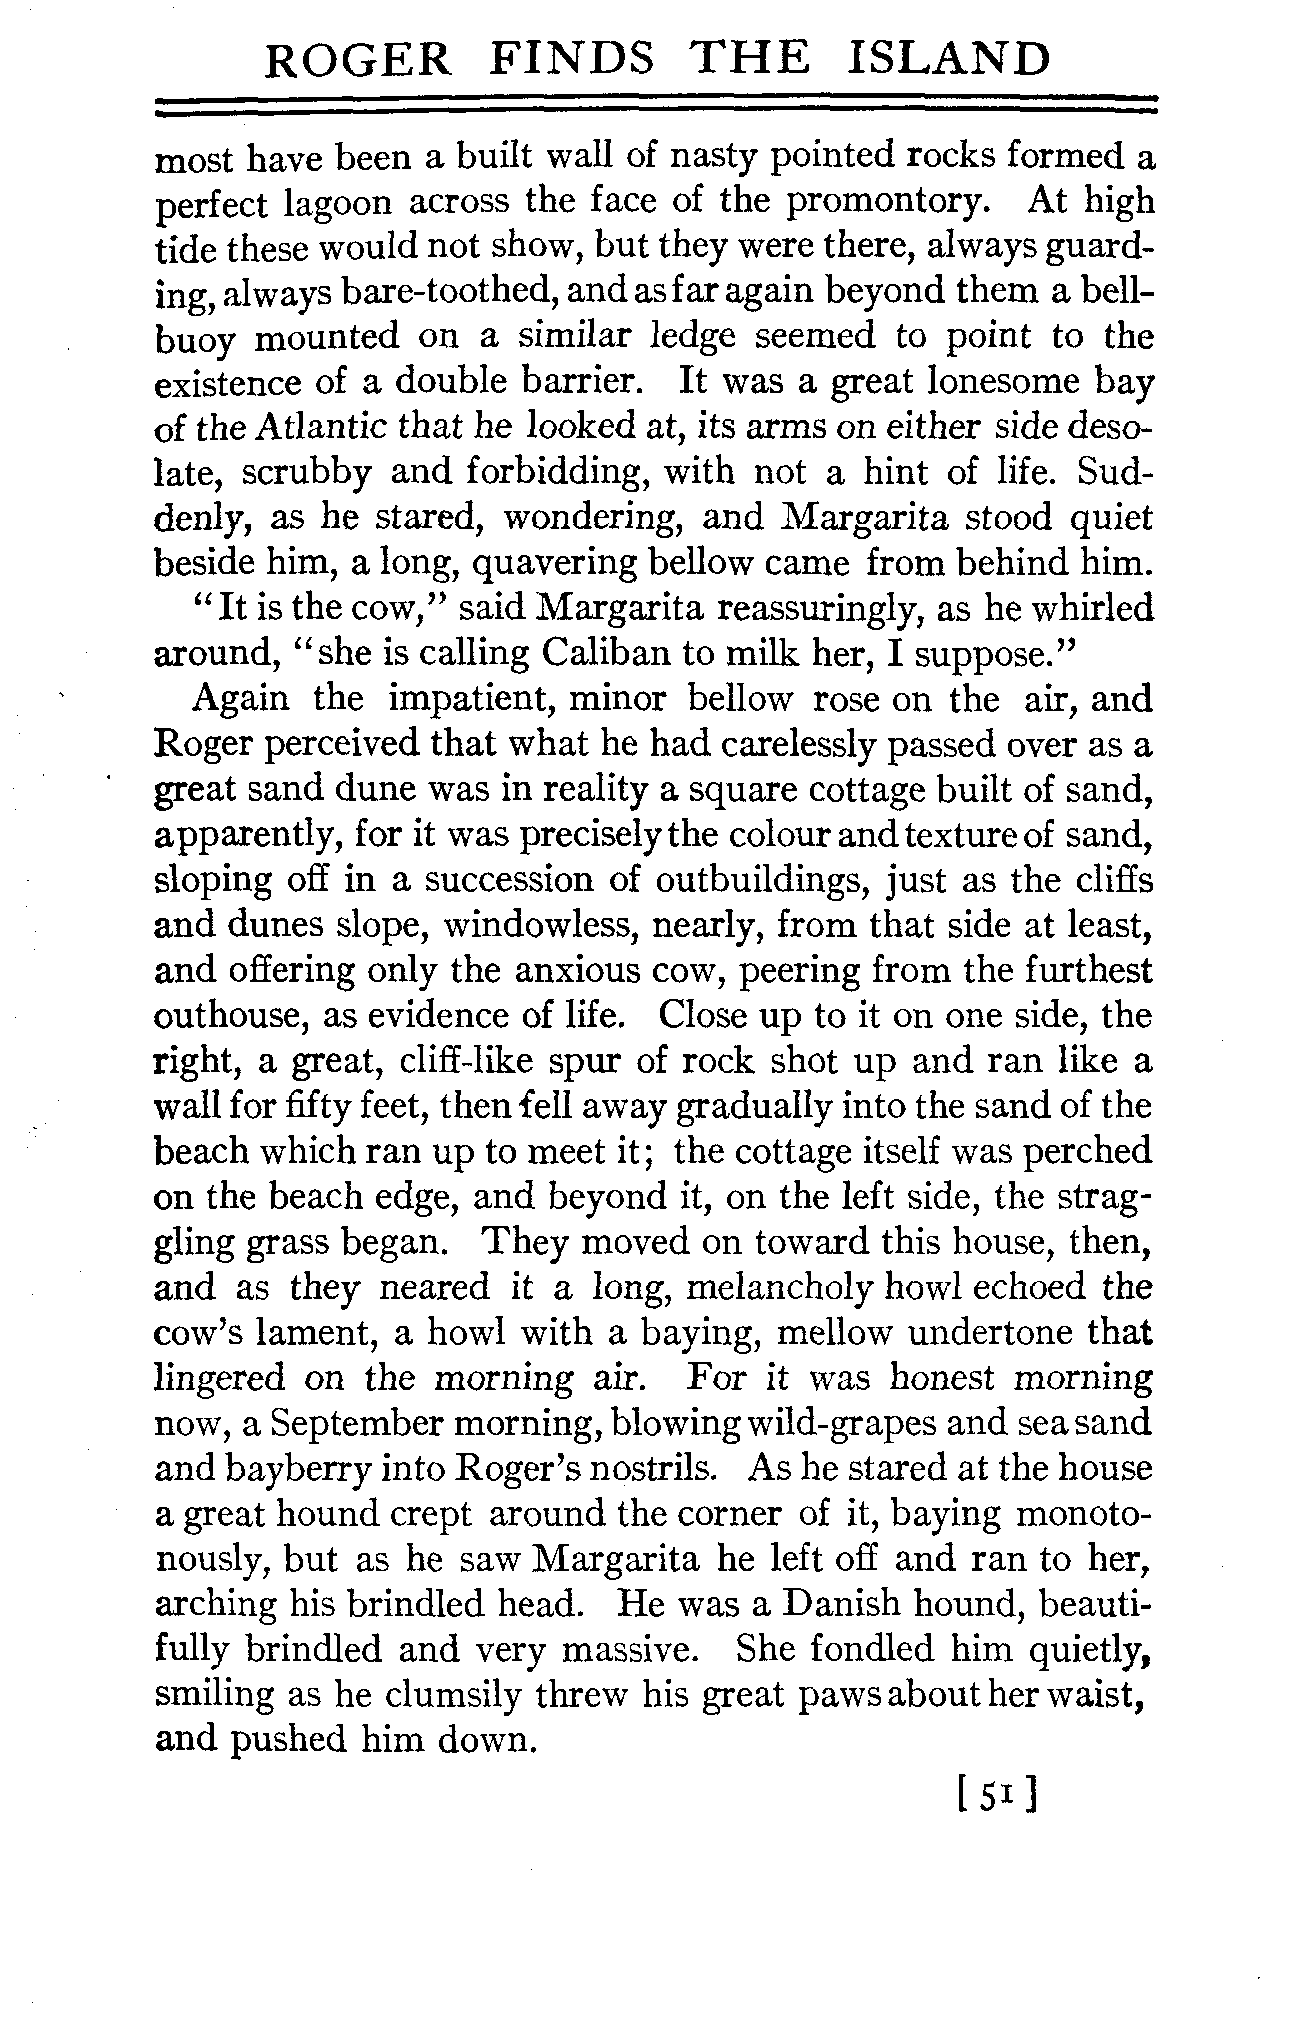 ROGER FINDS THE ISLAND
most have been a built wall of nasty pointed rocks formed a
perfect lagoon across the face of the promontory. At high
tide these would not show, but they were there, always guard-
ing, always bare-toothed, and as far again beyond them a bell-
buoy mounted on a similar ledge seemed to point to the
existence of a double barrier. It was a great lonesome bay
of the Atlantic that he looked at, its arms on either side deso-
late, scrubby and forbidding, with not a hint of life. Sud-
denly, as he stared, wondering, and Margarita stood quiet
beside him, a long, quavering bellow came from behind him.
"It is the cow," said Margarita reassuringly, as he whirled
around, "she is calling Caliban to milk her, I suppose."
Again the impatient, minor bellow rose on the air, and
Roger perceived that what he had carelessly passed over as a
great sand dune was in reality a square cottage built of sand,
apparently, for it was precisely the colour and texture of sand,
sloping off in a succession of outbuildings, just as the cliffs
and dunes slope, windowless, nearly, from that side at least,
and offering only the anxious cow, peering from the furthest
outhouse, as evidence of life. Close up to it on one side, the
right, a great, cliff-like spur of rock shot up and ran like a
wall for fifty feet, then fell away gradually into the sand of the
beach which ran up to meet it; the cottage itself was perched
on the beach edge, and beyond it, on the left side, the strag-
gling grass began. They moved on toward this house, then,
and as they neared it a long, melancholy howl echoed the
cow's lament, a howl with a baying, mellow undertone that
lingered on the morning air. For it was honest morning
now, a September morning, blowing wild-grapes and sea sand
and bayberry into Roger's nostrils. As he stared at the house
a great hound crept around the corner of it, baying monoto-
nously, but as he saw Margarita he left off and ran to her,
arching his brindled head. He was a Danish hound, beauti-
fully brindled and very massive. She fondled him quietly,
smiling as he clumsily threw his great paws about her waist,
and pushed him down.
[ 51 ]